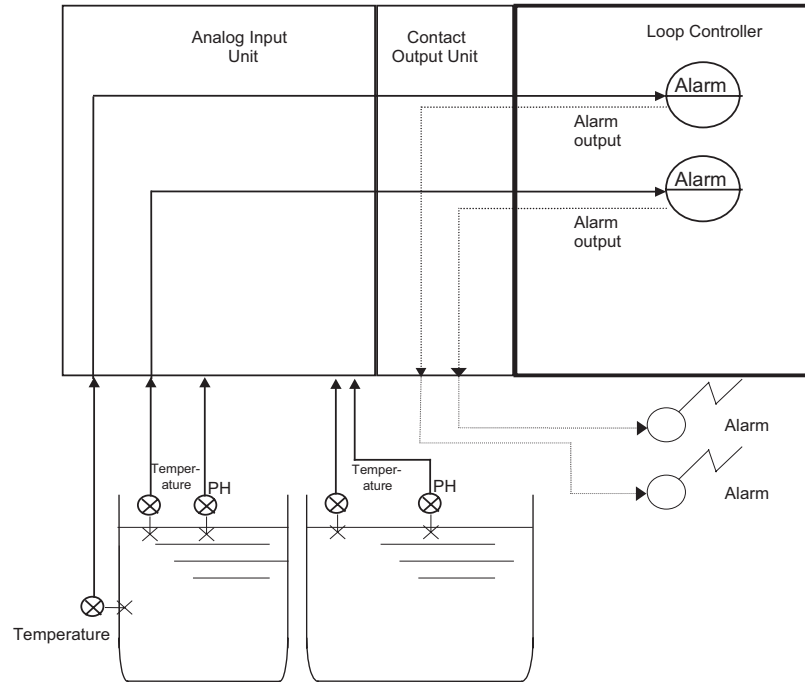 Analog Input
Unit
Contact
Output Unit
Loop Controller
Alarm
Alarm
output
Alarm
Alarm
output
Alarm
Alarm
Temper-
ature
PH
Temper-
ature
PH
Temperature